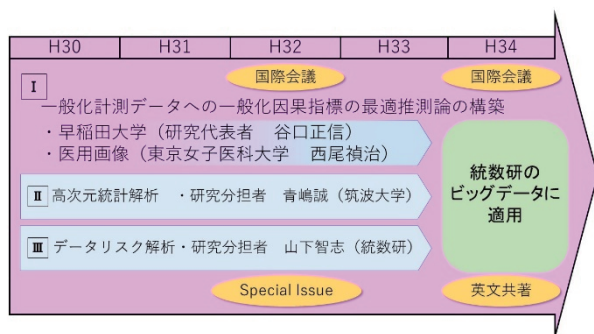 H30 H31 H32 H33 H34
国際会議 国際会議
I
一般化計測データへの一般化因果指標の最適推測論の構築
・早稲田大学（研究代表者 谷口正信）
・医用画像（東京女子医科大学 西尾禎治）
II 高次元統計解析 ・研究分担者 青嶋誠（筑波大学）
III データリスク解析・研究分担者 山下智志（統数研）
統数研の
ビッグデータに
適用
Special Issue 英文共著